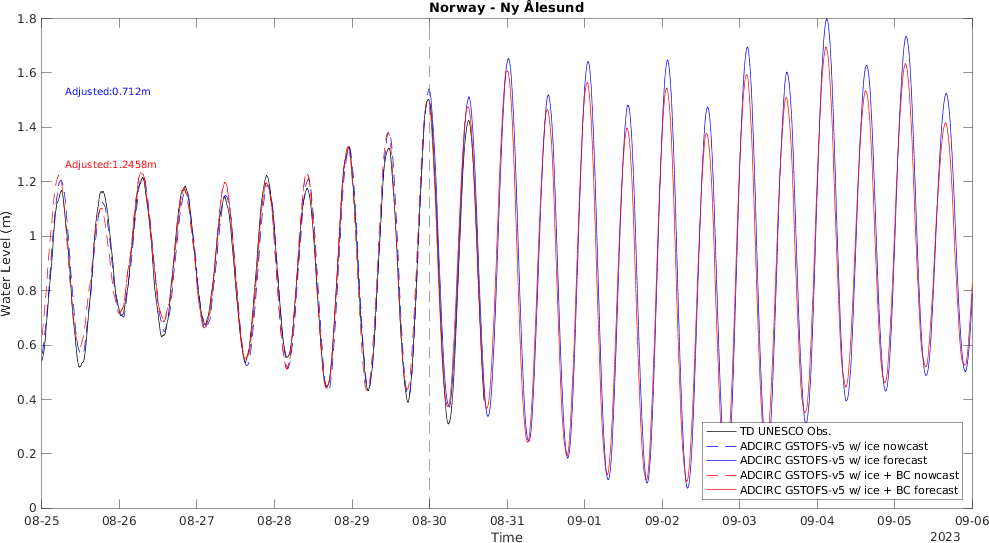 Norway - Ny Ålesund
1.8
1.6
1.4
1.2
1
0.8
0.6
0.4
0.2
0
Water Level (m)
Adjusted:0.712m
Adjusted:1.2458m
TD UNESCO Obs.
ADCIRC GSTOFS-v5 w/ ice nowcast
ADCIRC GSTOFS-v5 w/ ice forecast
ADCIRC GSTOFS-v5 w/ ice + BC nowcast
ADCIRC GSTOFS-v5 w/ ice + BC forecast
08-25 08-26 08-27 08-28 08-29 08-30 08-31 09-01 09-02 09-03 09-04 09-05 09-06
Time
2023